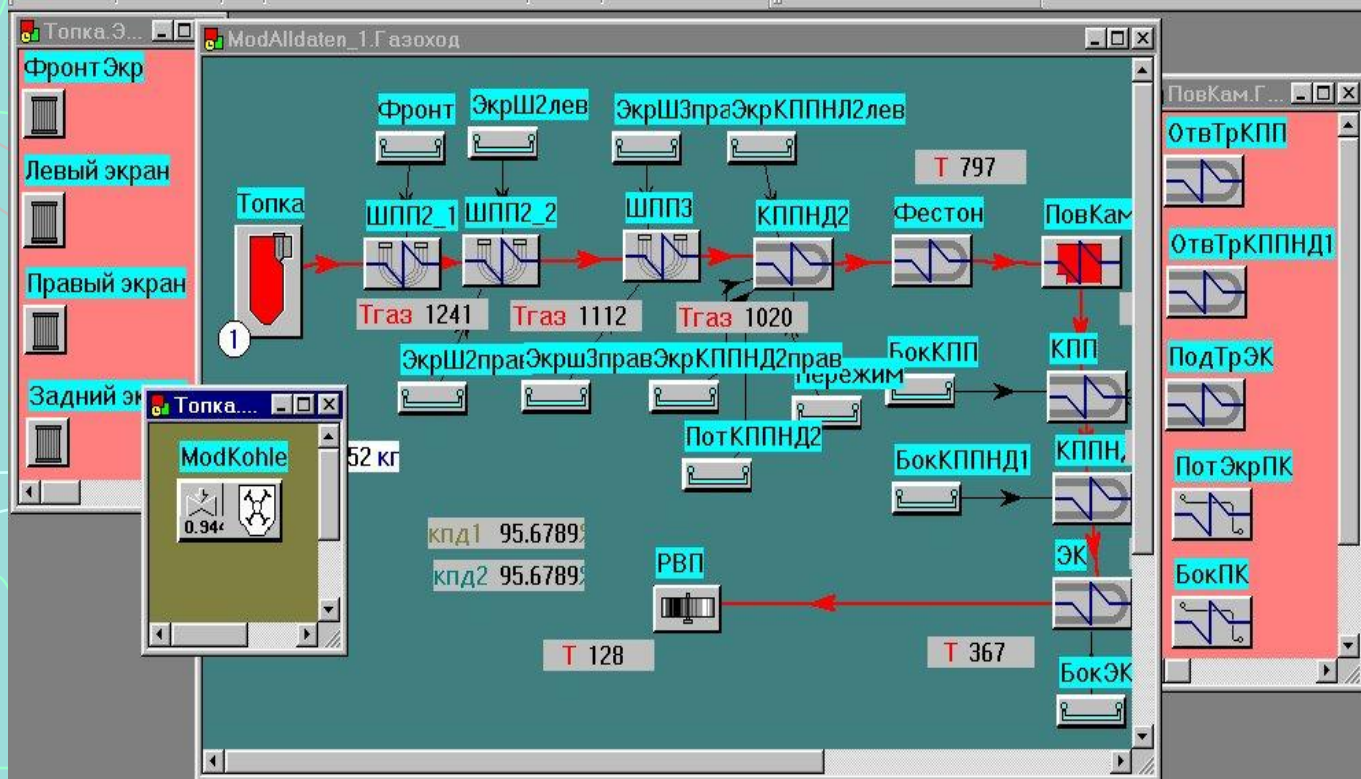 Топка.Э...
ФронтЭкр
Левый экран
Правый экран
Задний эк
Топка....
ModKohle
0.94
ModAlldaten_1.Газоход
Фронт
ЭкрШ2лев
ЭкрШ3пра
ЭкрКППНЛ2лев
Т 797
Топка
ШПП2_1
ШПП2_2
ШПП3
КППНД2
Фестон
ПовКам
1
Тгаз 1241
Тгаз 1112
Тгаз 1020
ЭкрШ2прав
Экрш3прав
ЭкрКППНД2прав
Пережим
БокКПП
КПП
52 кг
ПотКППНД2
БокКППНД1
КППН
кпд1 95.6789%
кпд2 95.6789%
РВП
ЭК
Т 128
Т 367
БокЭК
ПовКам.Г...
ОтвТрКПП
ОтвТрКППНД1
ПодТрЭК
ПотЭкрПК
БокПК